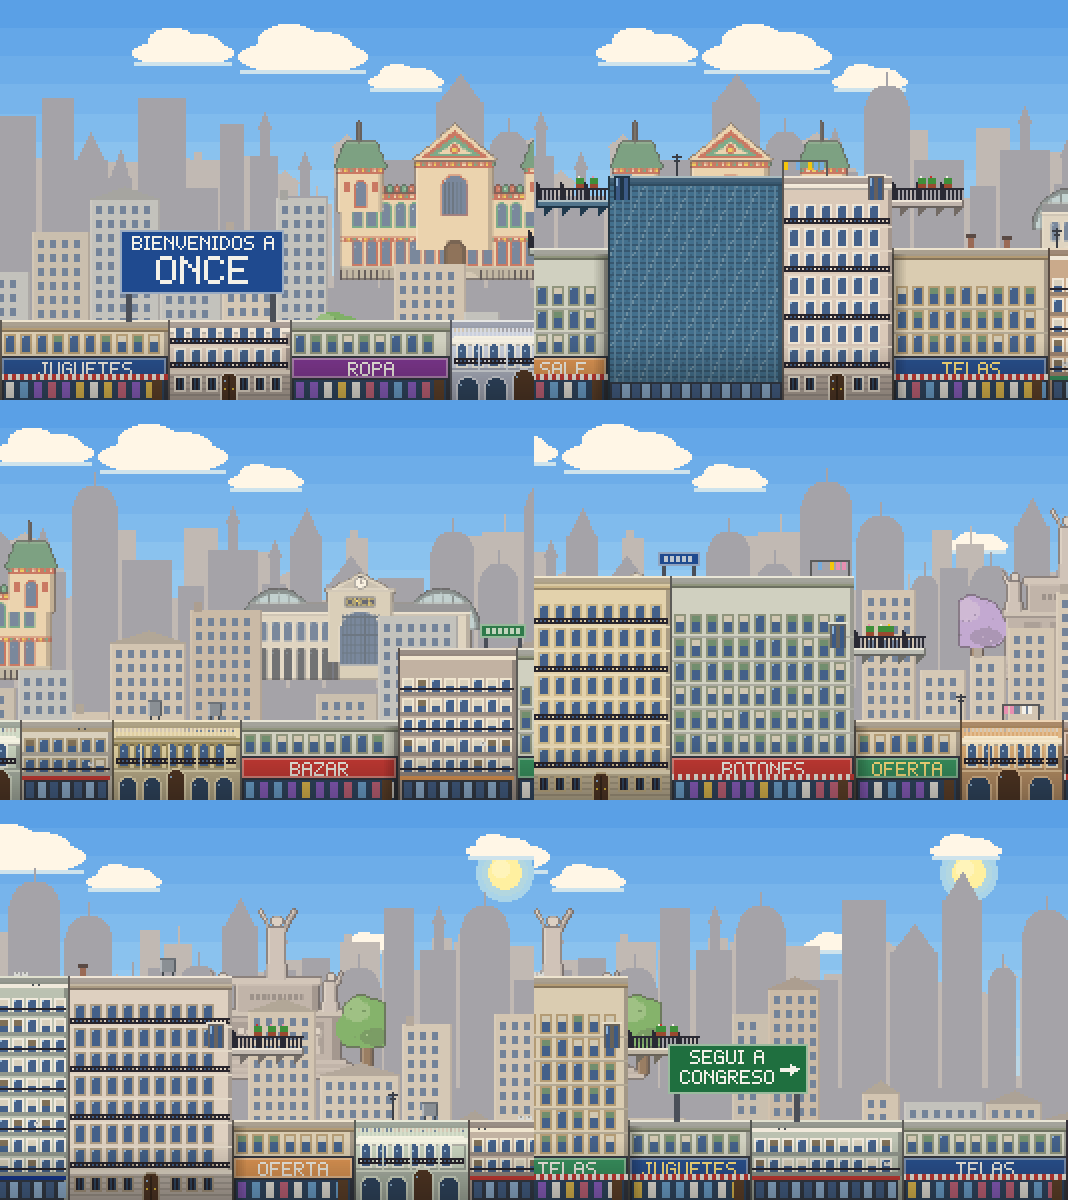 BIENVENIDOS A
ONCE
JUGUETES
ROPA
SALE
TELAS
BAZAR
BOTONES
OFERTA
OFERTA
SEGUI A
CONGRESO
TELAS
JUGUETES
TELAS